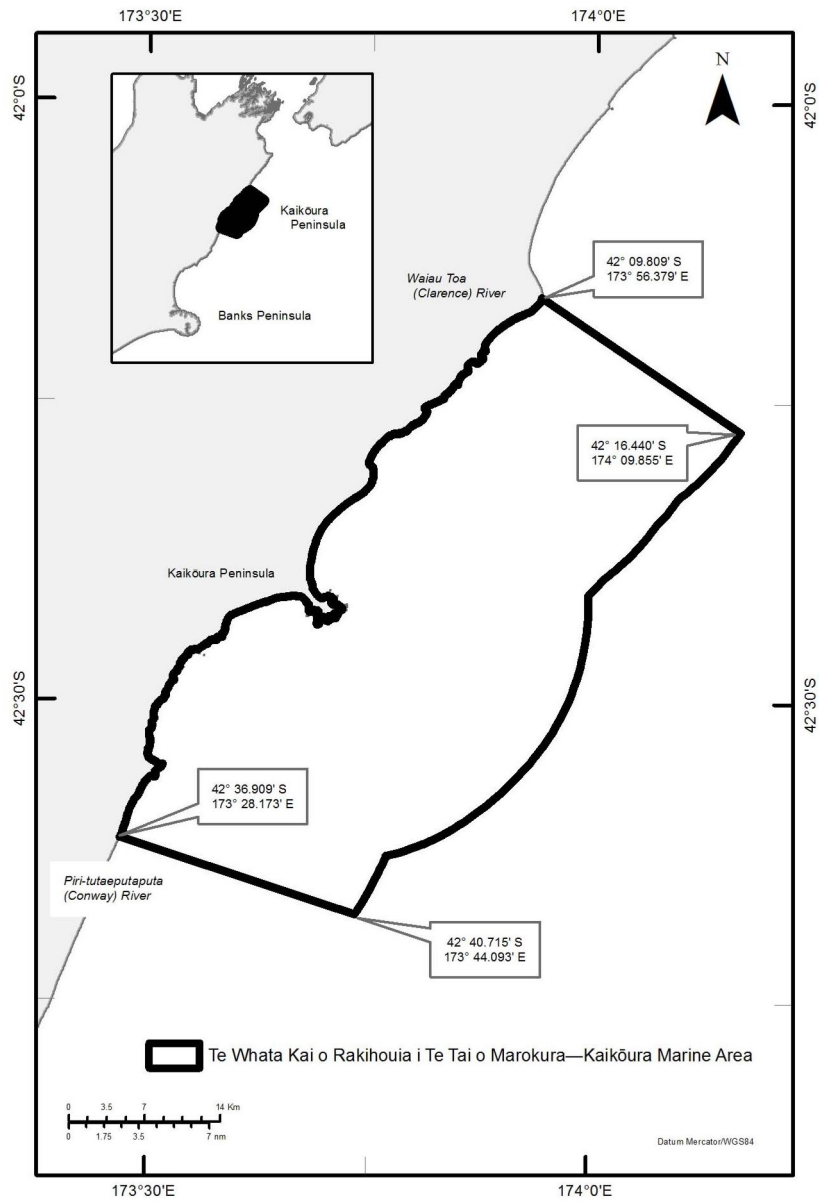 173°30'E
174°0'E
42°0'S
42°0'S
N
Kaikōura
Peninsula
Banks Peninsula
Waiau Toa
(Clarence) River
42° 09.809' S
173° 56.379' E
42° 16.440' S
174° 09.855' E
Kaikōura Peninsula
42°30'S
42°30'S
42° 36.909' S
173° 28.173' E
Piri-tutaeputaputa
(Conway) River
42° 40.715' S
173° 44.093' E
Te Whata Kai o Rakihouia i Te Tai o Marokura—Kaikōura Marine Area
0 3.5 7 14 Km
0 1.75 3.5 7 nm
Datum Mercator/WGS84
173°30'E
174°0'E